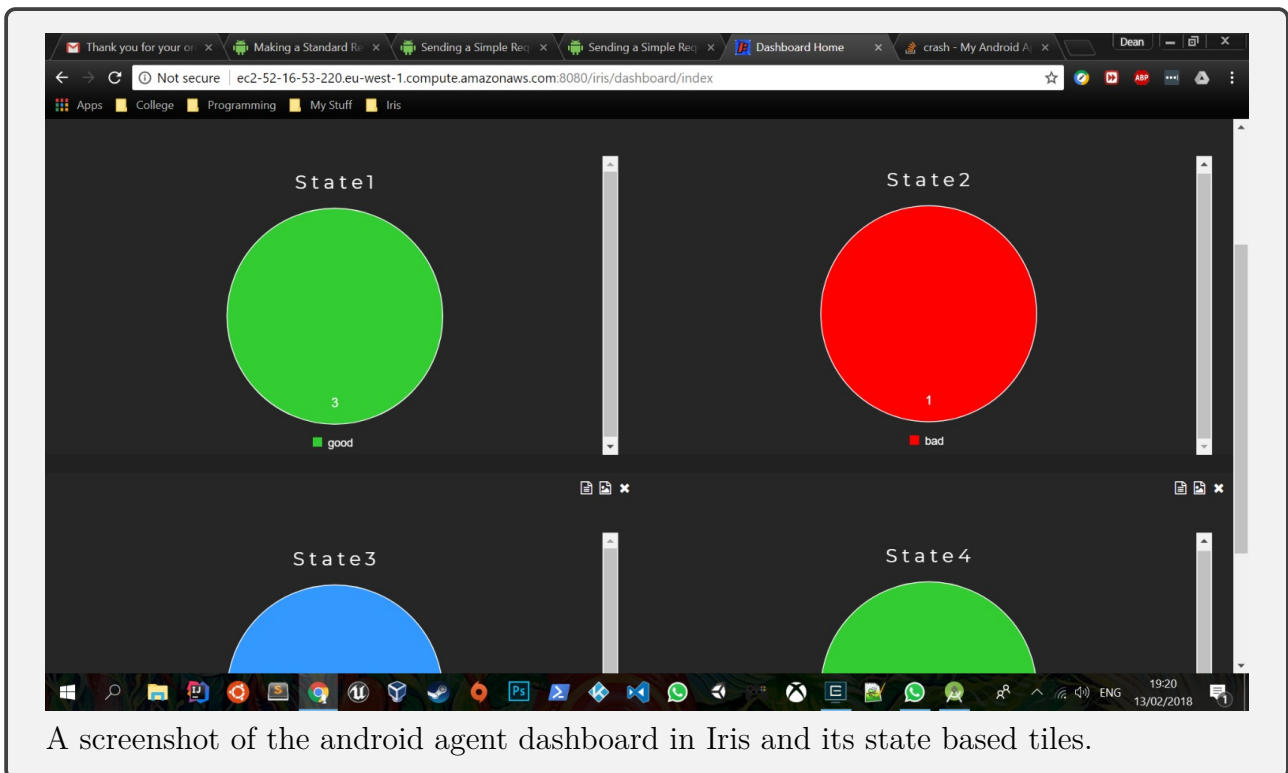 Thank you for your or
Making a Standard Re
Sending a Simple Req
Sending a Simple Req
Dashboard Home
crash - My Android A
Dean
Not secure ec2-52-16-53-220.eu-west-1.compute.amazonaws.com:8080/iris/dashboard/index
ABP
Apps College Programming My Stuff Iris
State1
State2
3
1
good
bad
State3
State4
Ps
ENG
19:20
13/02/2018
1
A screenshot of the android agent dashboard in Iris and its state based tiles.